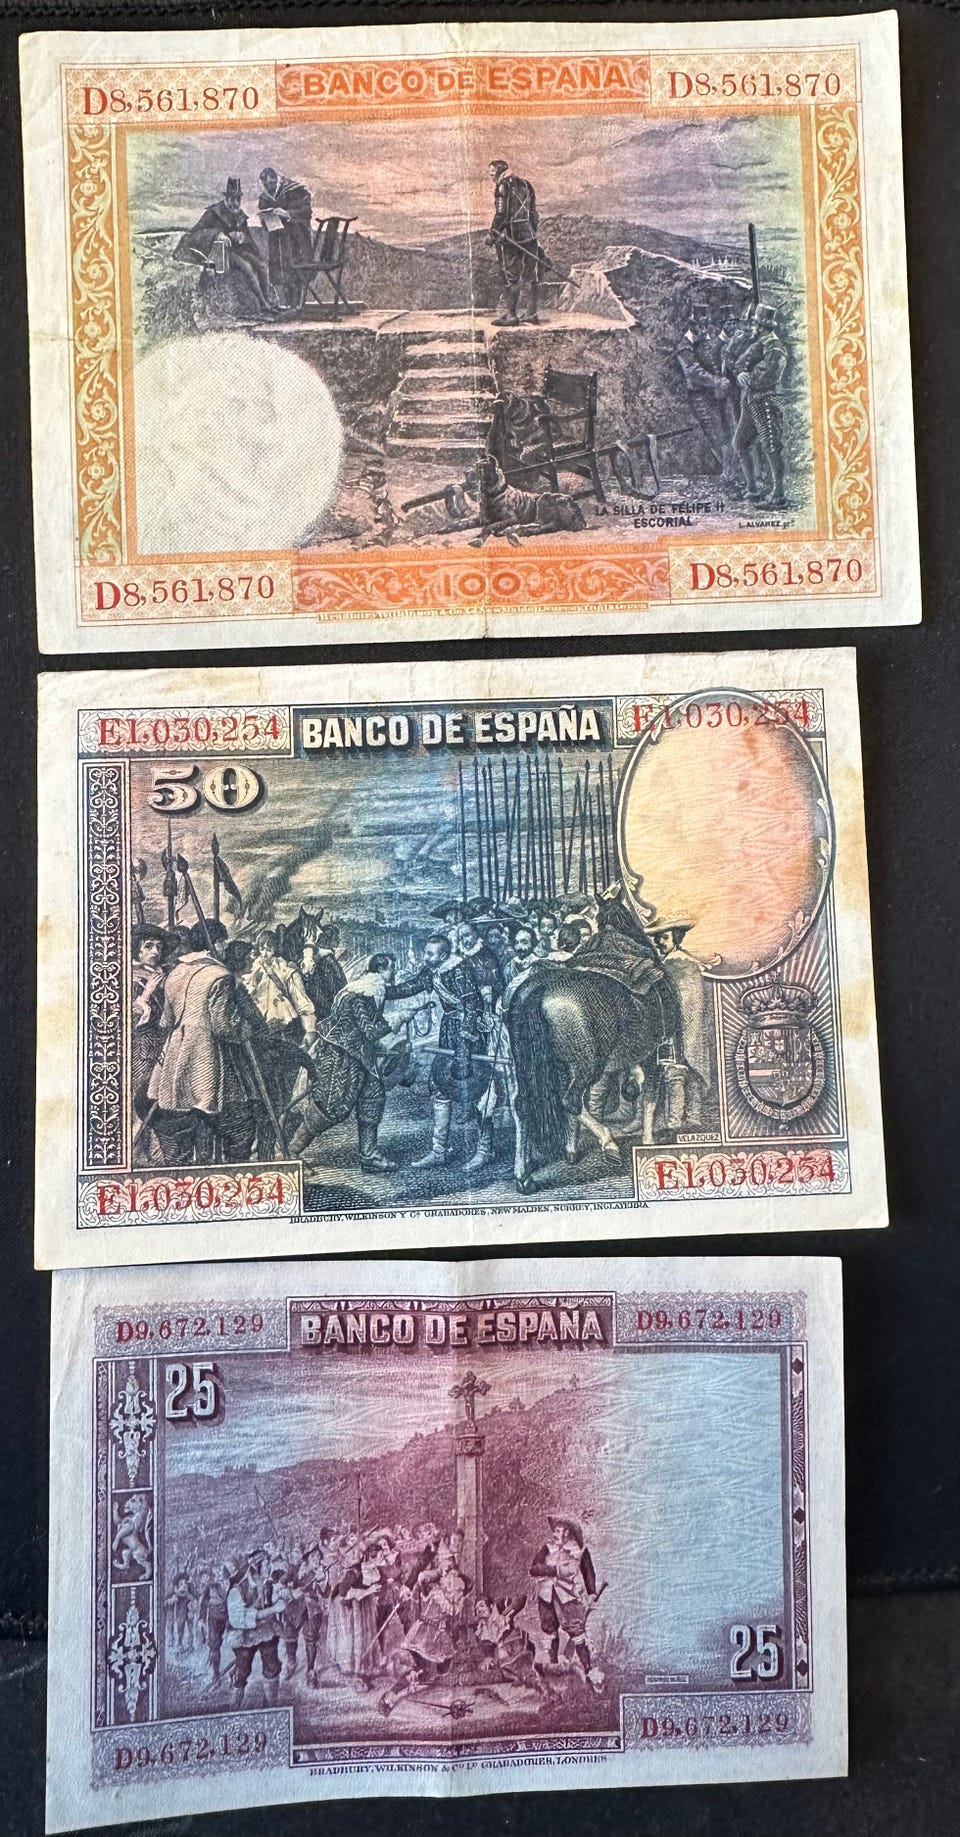 D8,561,870 BANCO DE ESPAÑA D8,561,870
LA SILLA DE FELIPE II
ESCORIAL
L. ALVAREZ ptº
D8,561,870 100 D8,561,870
E1,030,254 BANCO DE ESPAÑA E1,030,254
50
VELAZQUEZ
E1,030,254 E1,030,254
BRADBURY, WILKINSON Y Cª GRABADORES, NEW MALDEN, SURREY, INGLATERRA
D9,672,129 BANCO DE ESPAÑA D9,672,129
25
25
D9,672,129 D9,672,129
BRADBURY, WILKINSON & Cº Lᴰ GRABADORES, LONDRES